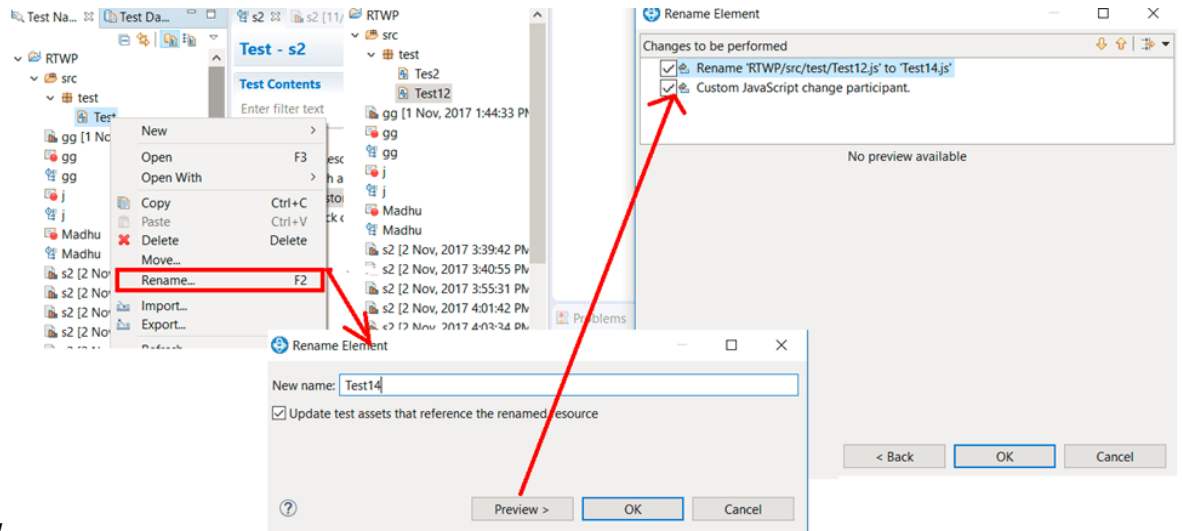 Test Na...
Test Da...
RTWP
src
test
Test
gg [1 No
gg
gg
j
j
Madhu
Madhu
s2 [2 No
s2 [2 No
s2 [2 No
s2 [2 No
New
Open F3
Open With
Copy Ctrl+C
Paste Ctrl+V
Delete Delete
Move...
Rename... F2
Import...
Export...
s2
s2 [11/
Test - s2
Test Contents
Enter filter text
RTWP
src
test
Tes2
Test12
gg [1 Nov, 2017 1:44:33 PM
gg
gg
j
j
Madhu
Madhu
s2 [2 Nov, 2017 3:39:42 PM
s2 [2 Nov, 2017 3:40:55 PM
s2 [2 Nov, 2017 3:55:31 PM
s2 [2 Nov, 2017 4:01:42 PM
s2 [2 Nov, 2017 4:03:34 PM
Problems
Rename Element
New name: Test14
Update test assets that reference the renamed resource
Preview > OK Cancel
Rename Element
Changes to be performed
Rename 'RTWP/src/test/Test12.js' to 'Test14.js'
Custom JavaScript change participant.
No preview available
< Back OK Cancel